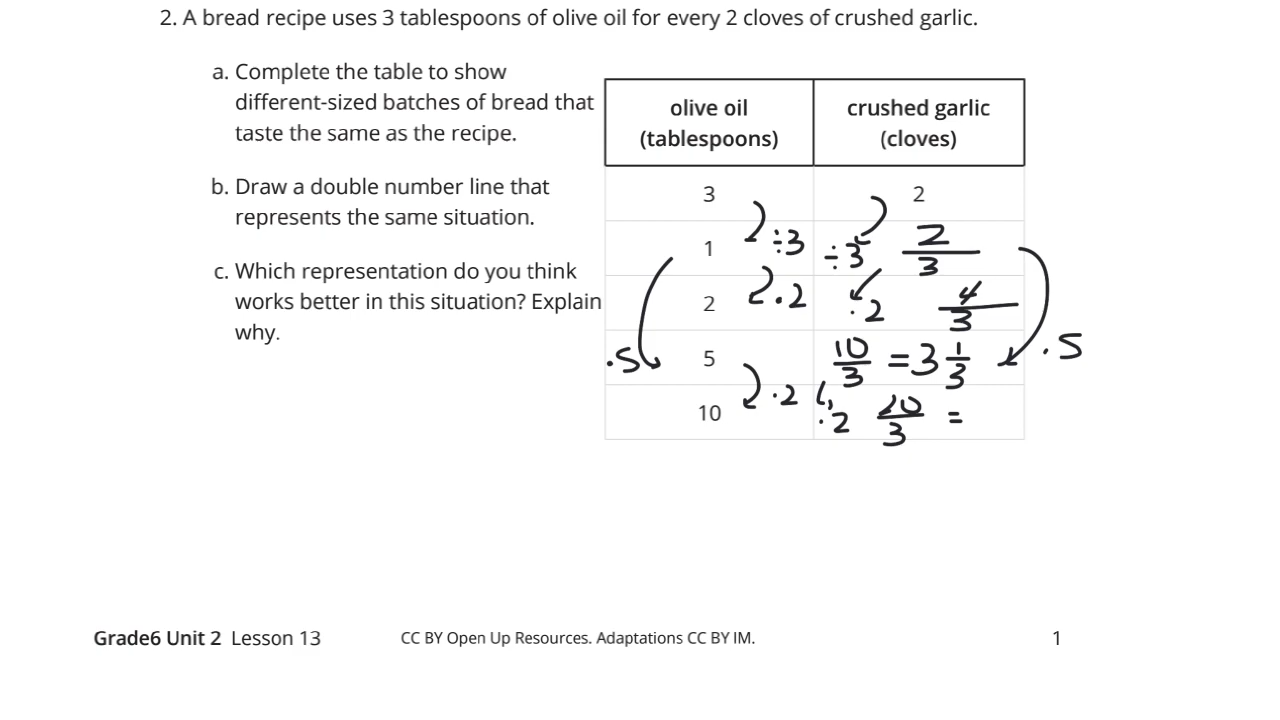 2. A bread recipe uses 3 tablespoons of olive oil for every 2 cloves of crushed garlic.
a. Complete the table to show
different-sized batches of bread that
taste the same as the recipe.
b. Draw a double number line that
represents the same situation.
c. Which representation do you think
works better in this situation? Explain
why.
olive oil
(tablespoons)
crushed garlic
(cloves)
3 2
1 ÷3 ÷3 2/3
2 ·2 ·2 4/3
·5 5 10/3 = 3 1/3 ·5
10 ·2 ·2 20/3 =
Grade6 Unit 2 Lesson 13
CC BY Open Up Resources. Adaptations CC BY IM.
1